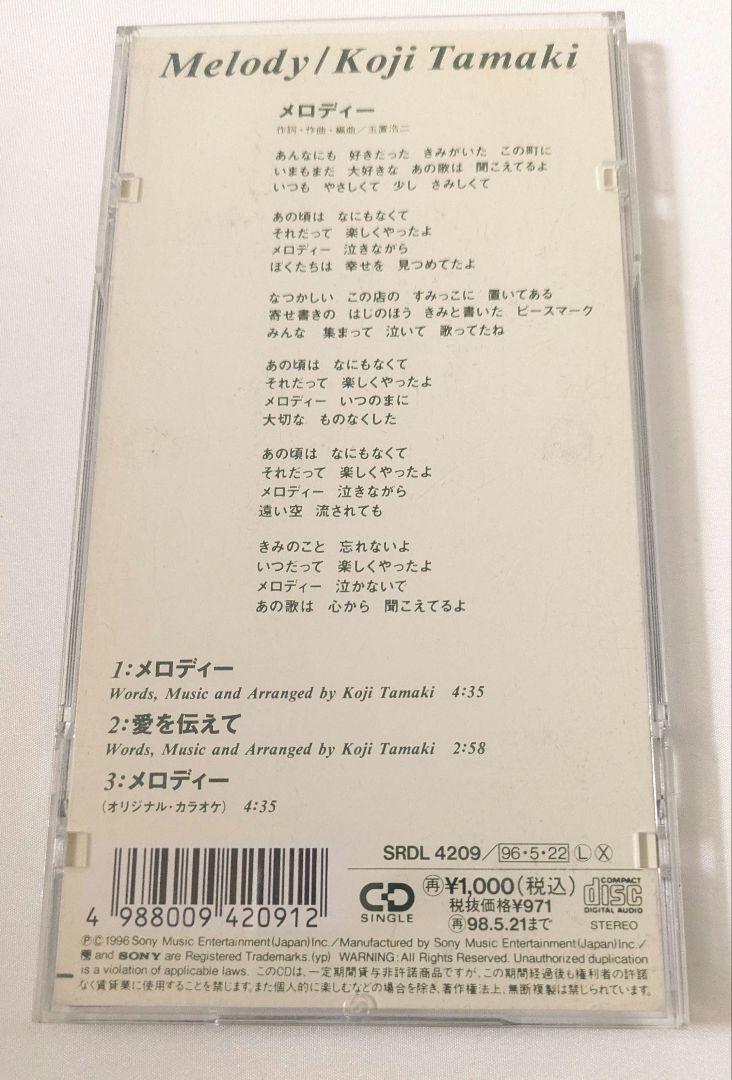 Melody/Koji Tamaki
メロディー
作詞・作曲・編曲/玉置浩二
あんなにも 好きだった きみがいた この町に
いまもまだ 大好きな あの歌は 聞こえてるよ
いつも やさしくて 少し さみしくて
あの頃は なにもなくて
それだって 楽しくやったよ
メロディー 泣きながら
ぼくたちは 幸せを 見つめてたよ
なつかしい この店の すみっこに 置いてある
寄せ書きの はじのほう きみと書いた ピースマーク
みんな 集まって 泣いて 歌ってたね
あの頃は なにもなくて
それだって 楽しくやったよ
メロディー いつのまに
大切な ものなくした
あの頃は なにもなくて
それだって 楽しくやったよ
メロディー 泣きながら
遠い空 流されても
きみのこと 忘れないよ
いつだって 楽しくやったよ
メロディー 泣かないで
あの歌は 心から 聞こえてるよ
1:メロディー
Words, Music and Arranged by Koji Tamaki 4:35
2:愛を伝えて
Words, Music and Arranged by Koji Tamaki 2:58
3:メロディー
(オリジナル・カラオケ) 4:35
SRDL 4209/96・5・22 Ⓛ Ⓧ
4 988009 420912
CD
SINGLE
再¥1,000(税込)
税抜価格¥971
再98.5.21まで
COMPACT
disc
DIGITAL AUDIO
STEREO
Ⓟ©1996 Sony Music Entertainment(Japan)Inc./Manufactured by Sony Music Entertainment(Japan)Inc./
and SONY are Registered Trademarks.(yp) WARNING: All Rights Reserved. Unauthorized duplication
is a violation of applicable laws. このCDは、一定期間貸与非許諾商品ですが、この期間経過後も権利者の許諾
なく賃貸業に使用することを禁じます。また個人的に楽しむなどの場合を除き、著作権法上、無断複製は禁じられています。